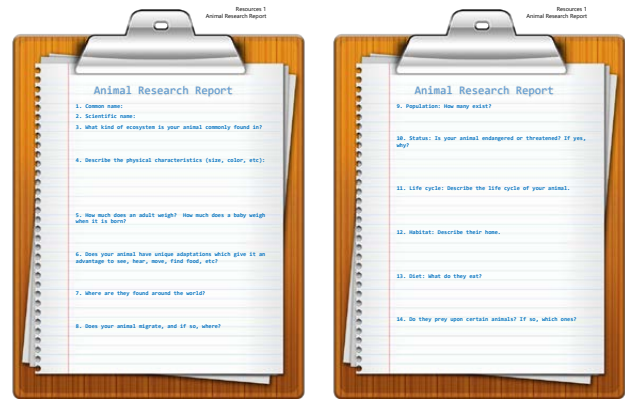 Resources 1
Animal Research Report
Animal Research Report
1. Common name:
2. Scientific name:
3. What kind of ecosystem is your animal commonly found in?
4. Describe the physical characteristics (size, color, etc):
5. How much does an adult weigh? How much does a baby weigh
when it is born?
6. Does your animal have unique adaptations which give it an
advantage to see, hear, move, find food, etc?
7. Where are they found around the world?
8. Does your animal migrate, and if so, where?
Resources 1
Animal Research Report
Animal Research Report
9. Population: How many exist?
10. Status: Is your animal endangered or threatened? If yes,
why?
11. Life cycle: Describe the life cycle of your animal.
12. Habitat: Describe their home.
13. Diet: What do they eat?
14. Do they prey upon certain animals? If so, which ones?